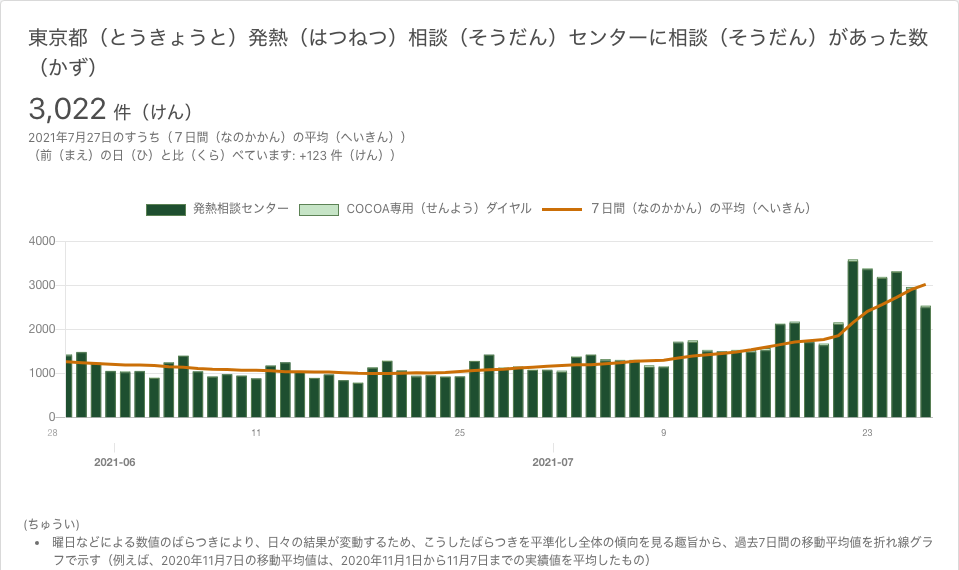 東京都（とうきょうと）発熱（はつねつ）相談（そうだん）センターに相談（そうだん）があった数
（かず）
3,022 件（けん）
2021年7月27日のすうち（７日間（なのかかん）の平均（へいきん））
（前（まえ）の日（ひ）と比（くら）べています: +123 件（けん））
発熱相談センター COCOA専用（せんよう）ダイヤル ７日間（なのかかん）の平均（へいきん）
4000
3000
2000
1000
0
28 11 25 9 23
2021-06 2021-07
(ちゅうい)
• 曜日などによる数値のばらつきにより、日々の結果が変動するため、こうしたばらつきを平準化し全体の傾向を見る趣旨から、過去7日間の移動平均値を折れ線グラ
フで示す（例えば、2020年11月7日の移動平均値は、2020年11月1日から11月7日までの実績値を平均したもの）